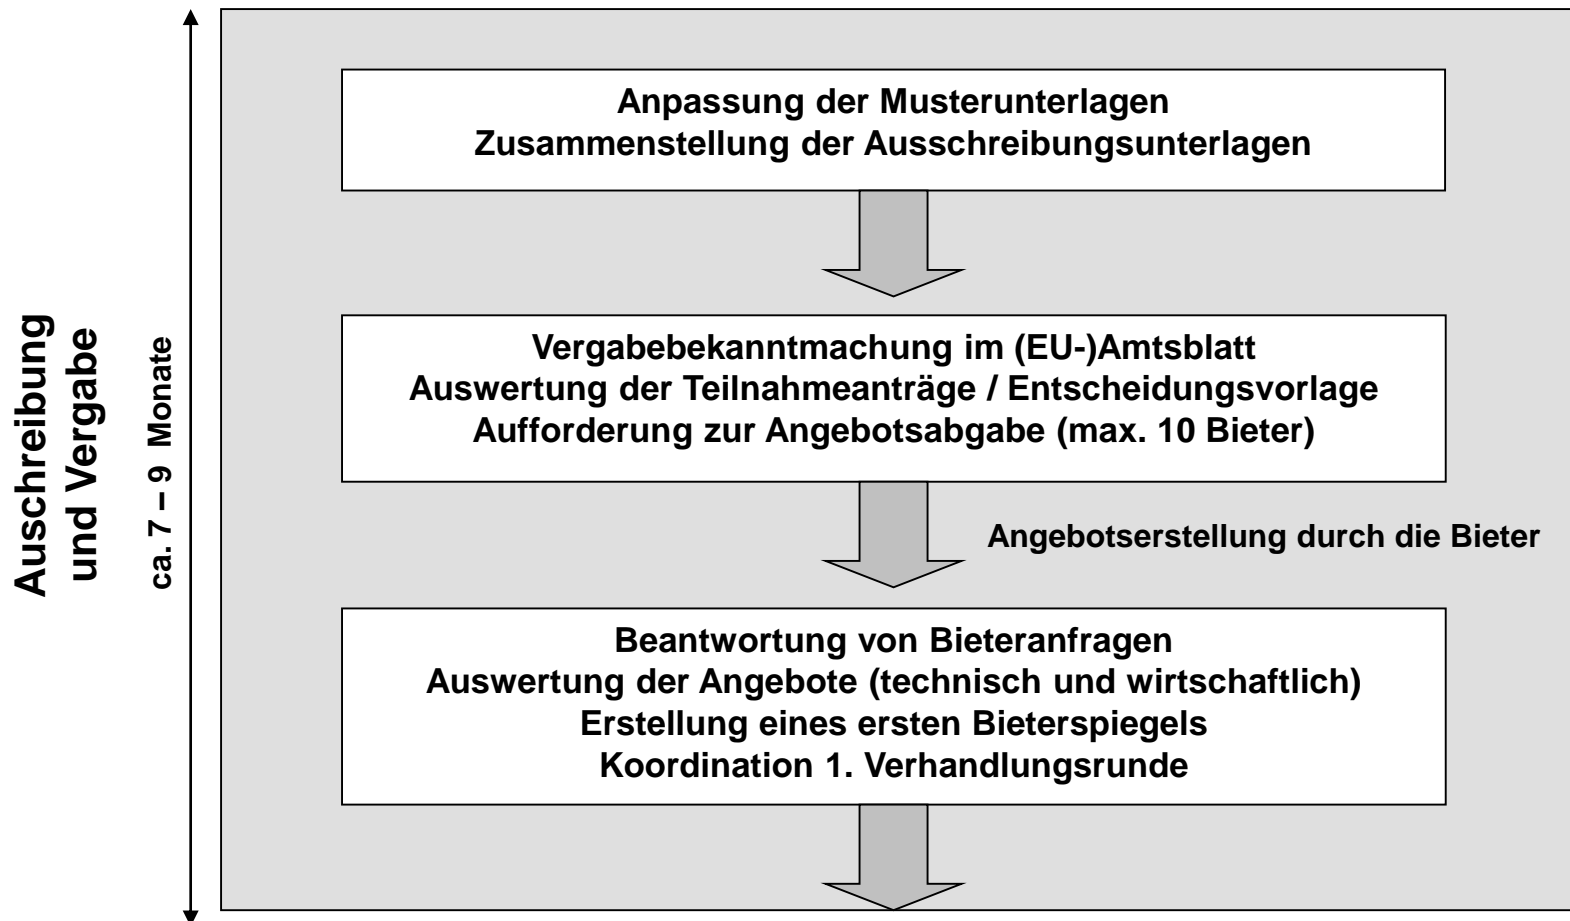 Auschreibung
und Vergabe
ca. 7 – 9 Monate
Anpassung der Musterunterlagen
Zusammenstellung der Ausschreibungsunterlagen
Vergabebekanntmachung im (EU-)Amtsblatt
Auswertung der Teilnahmeanträge / Entscheidungsvorlage
Aufforderung zur Angebotsabgabe (max. 10 Bieter)
Angebotserstellung durch die Bieter
Beantwortung von Bieteranfragen
Auswertung der Angebote (technisch und wirtschaftlich)
Erstellung eines ersten Bieterspiegels
Koordination 1. Verhandlungsrunde